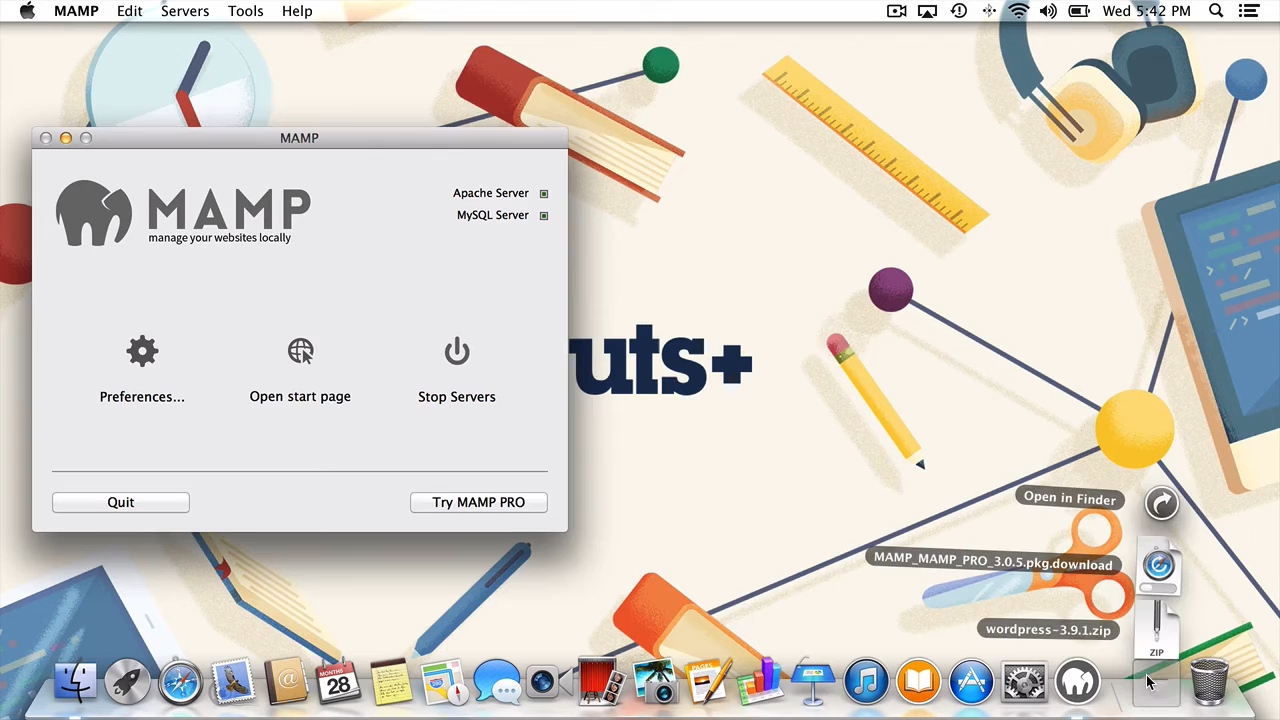 MAMP Edit Servers Tools Help Wed 5:42 PM
MAMP
MAMP
manage your websites locally
Apache Server
MySQL Server
uts+
Preferences...
Open start page
Stop Servers
Quit
Try MAMP PRO
Open in Finder
MAMP_MAMP_PRO_3.0.5.pkg.download
wordpress-3.9.1.zip
ZIP
MONTHS
28
PAGES